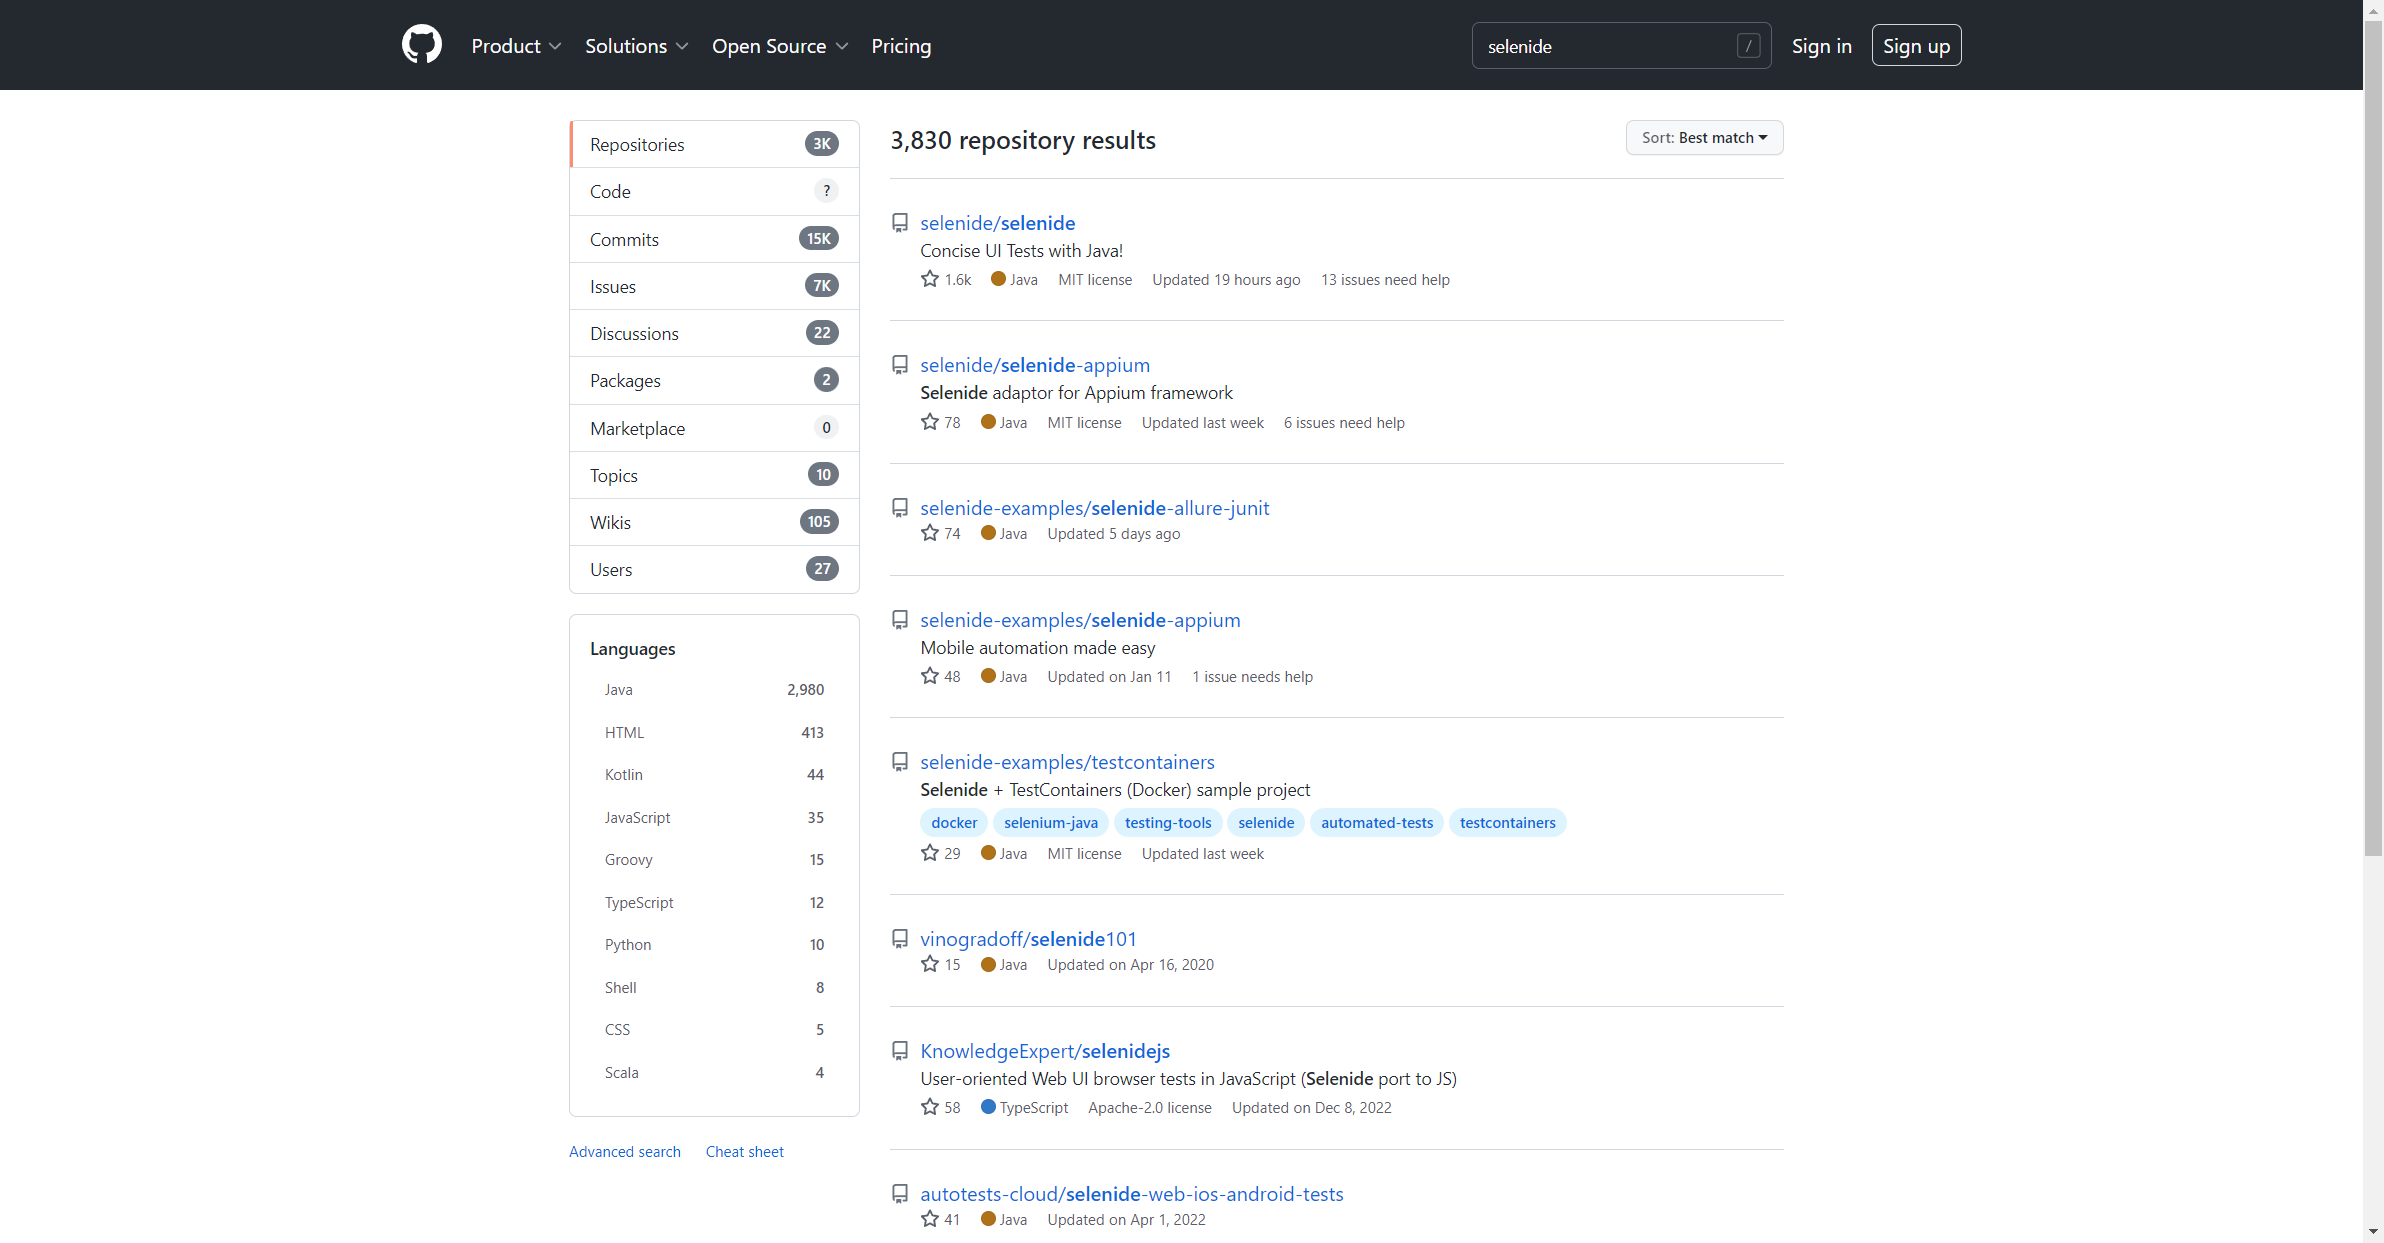 Product Solutions Open Source Pricing selenide / Sign in Sign up
Repositories 3K
Code ?
Commits 15K
Issues 7K
Discussions 22
Packages 2
Marketplace 0
Topics 10
Wikis 105
Users 27
Languages
Java 2,980
HTML 413
Kotlin 44
JavaScript 35
Groovy 15
TypeScript 12
Python 10
Shell 8
CSS 5
Scala 4
Advanced search Cheat sheet
3,830 repository results
Sort: Best match
selenide/selenide
Concise UI Tests with Java!
1.6k Java MIT license Updated 19 hours ago 13 issues need help
selenide/selenide-appium
Selenide adaptor for Appium framework
78 Java MIT license Updated last week 6 issues need help
selenide-examples/selenide-allure-junit
74 Java Updated 5 days ago
selenide-examples/selenide-appium
Mobile automation made easy
48 Java Updated on Jan 11 1 issue needs help
selenide-examples/testcontainers
Selenide + TestContainers (Docker) sample project
docker selenium-java testing-tools selenide automated-tests testcontainers
29 Java MIT license Updated last week
vinogradoff/selenide101
15 Java Updated on Apr 16, 2020
KnowledgeExpert/selenidejs
User-oriented Web UI browser tests in JavaScript (Selenide port to JS)
58 TypeScript Apache-2.0 license Updated on Dec 8, 2022
autotests-cloud/selenide-web-ios-android-tests
41 Java Updated on Apr 1, 2022